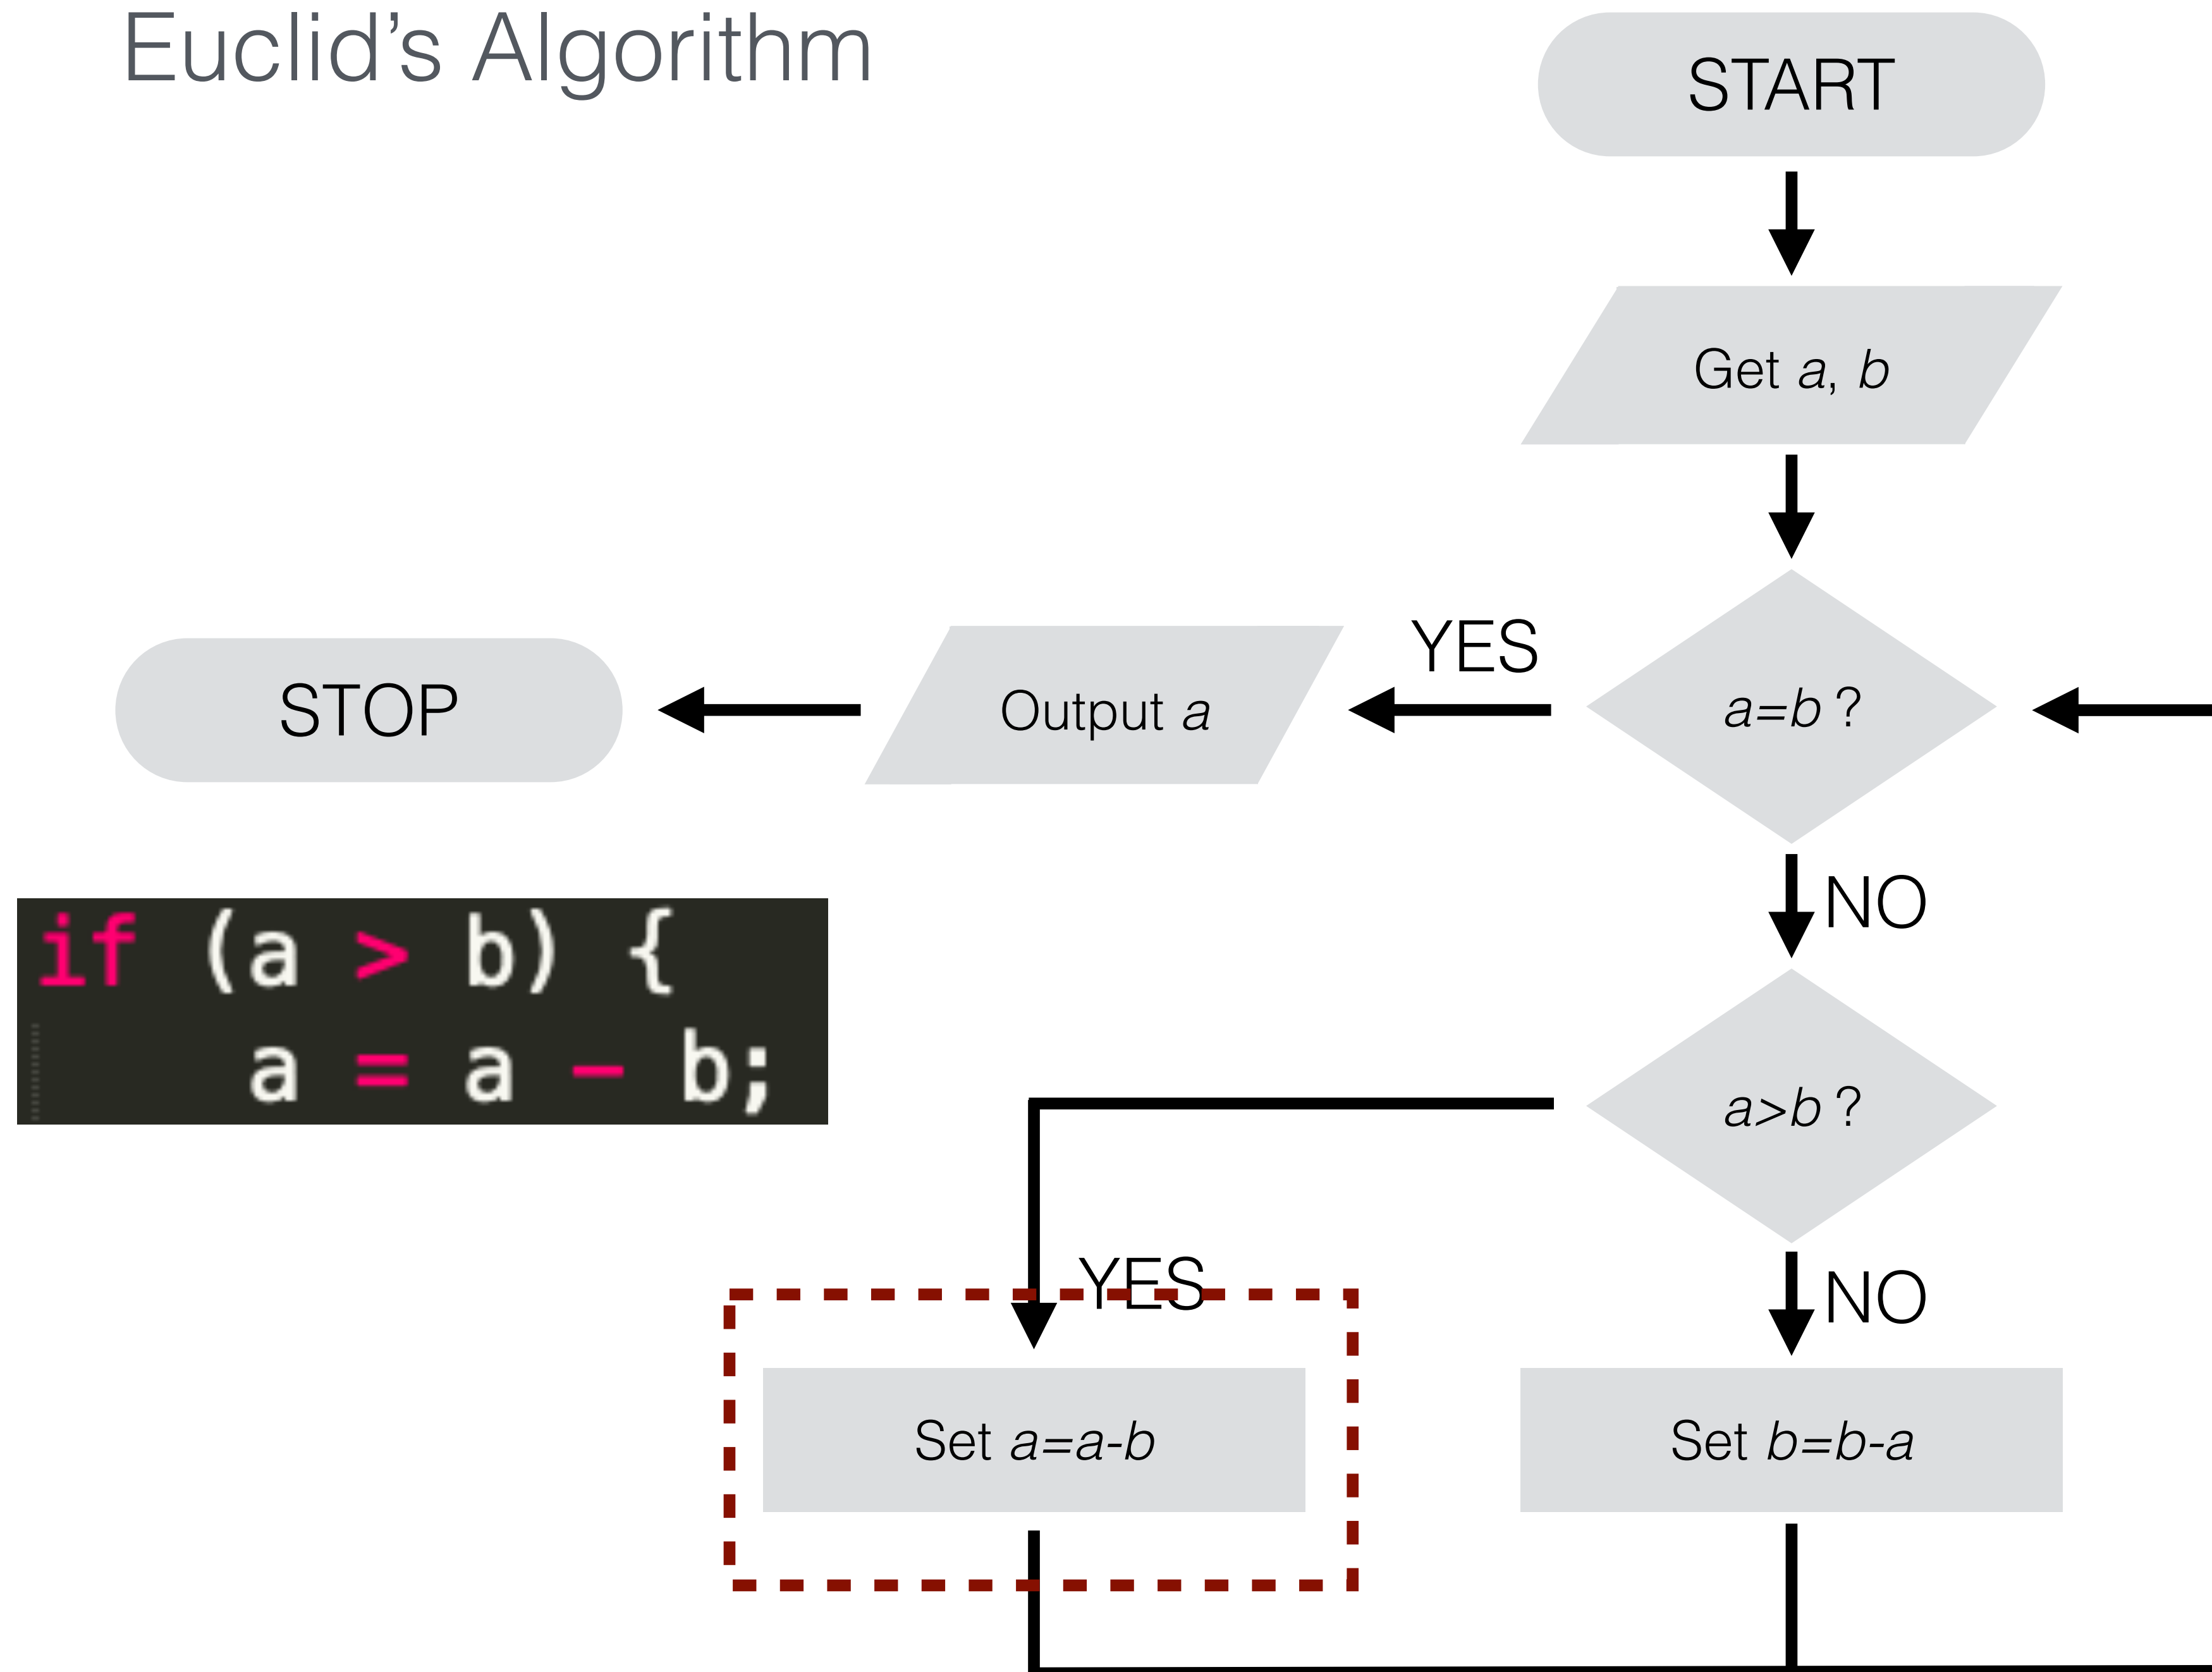 Euclid’s Algorithm
START
Get a, b
a=b ?
YES
Output a
STOP
NO
if (a > b) {
a = a - b;
a>b ?
YES
NO
Set a=a-b
Set b=b-a